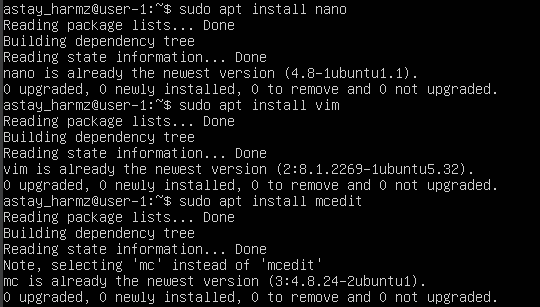 astay_harmz@user-1:~$ sudo apt install nano
Reading package lists... Done
Building dependency tree
Reading state information... Done
nano is already the newest version (4.8-1ubuntu1.1).
0 upgraded, 0 newly installed, 0 to remove and 0 not upgraded.
astay_harmz@user-1:~$ sudo apt install vim
Reading package lists... Done
Building dependency tree
Reading state information... Done
vim is already the newest version (2:8.1.2269-1ubuntu5.32).
0 upgraded, 0 newly installed, 0 to remove and 0 not upgraded.
astay_harmz@user-1:~$ sudo apt install mcedit
Reading package lists... Done
Building dependency tree
Reading state information... Done
Note, selecting 'mc' instead of 'mcedit'
mc is already the newest version (3:4.8.24-2ubuntu1).
0 upgraded, 0 newly installed, 0 to remove and 0 not upgraded.